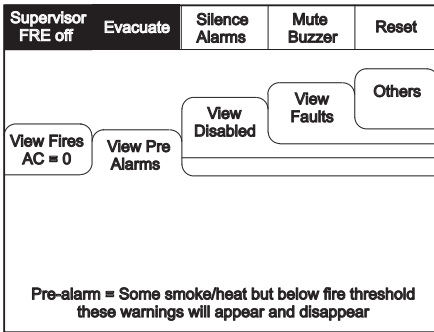 Supervisor
FRE off
Evacuate
Silence
Alarms
Mute
Buzzer
Reset
View Fires
AC = 0
View Pre
Alarms
View
Disabled
View
Faults
Others
Pre-alarm = Some smoke/heat but below fire threshold
these warnings will appear and disappear